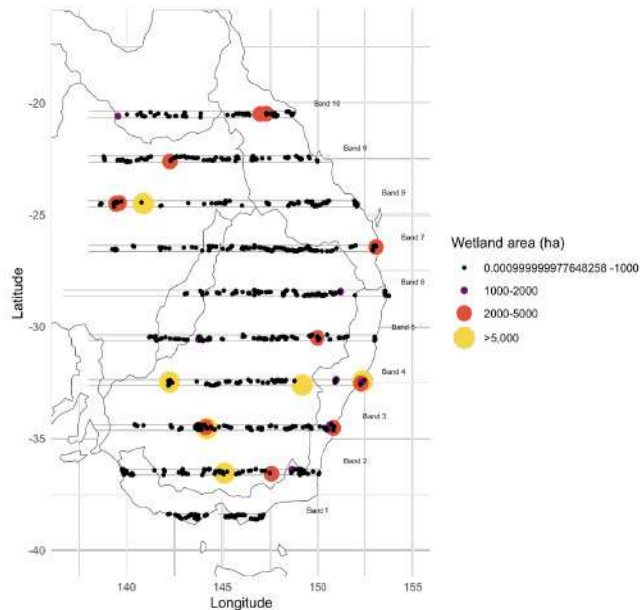 -20
-25
-30
-35
-40
Latitude
Band 10
Band 9
Band 8
Band 7
Band 6
Band 5
Band 4
Band 3
Band 2
Band 1
140
145
150
155
Longitude
Wetland area (ha)
0.000999999977648258 -1000
1000-2000
2000-5000
>5,000